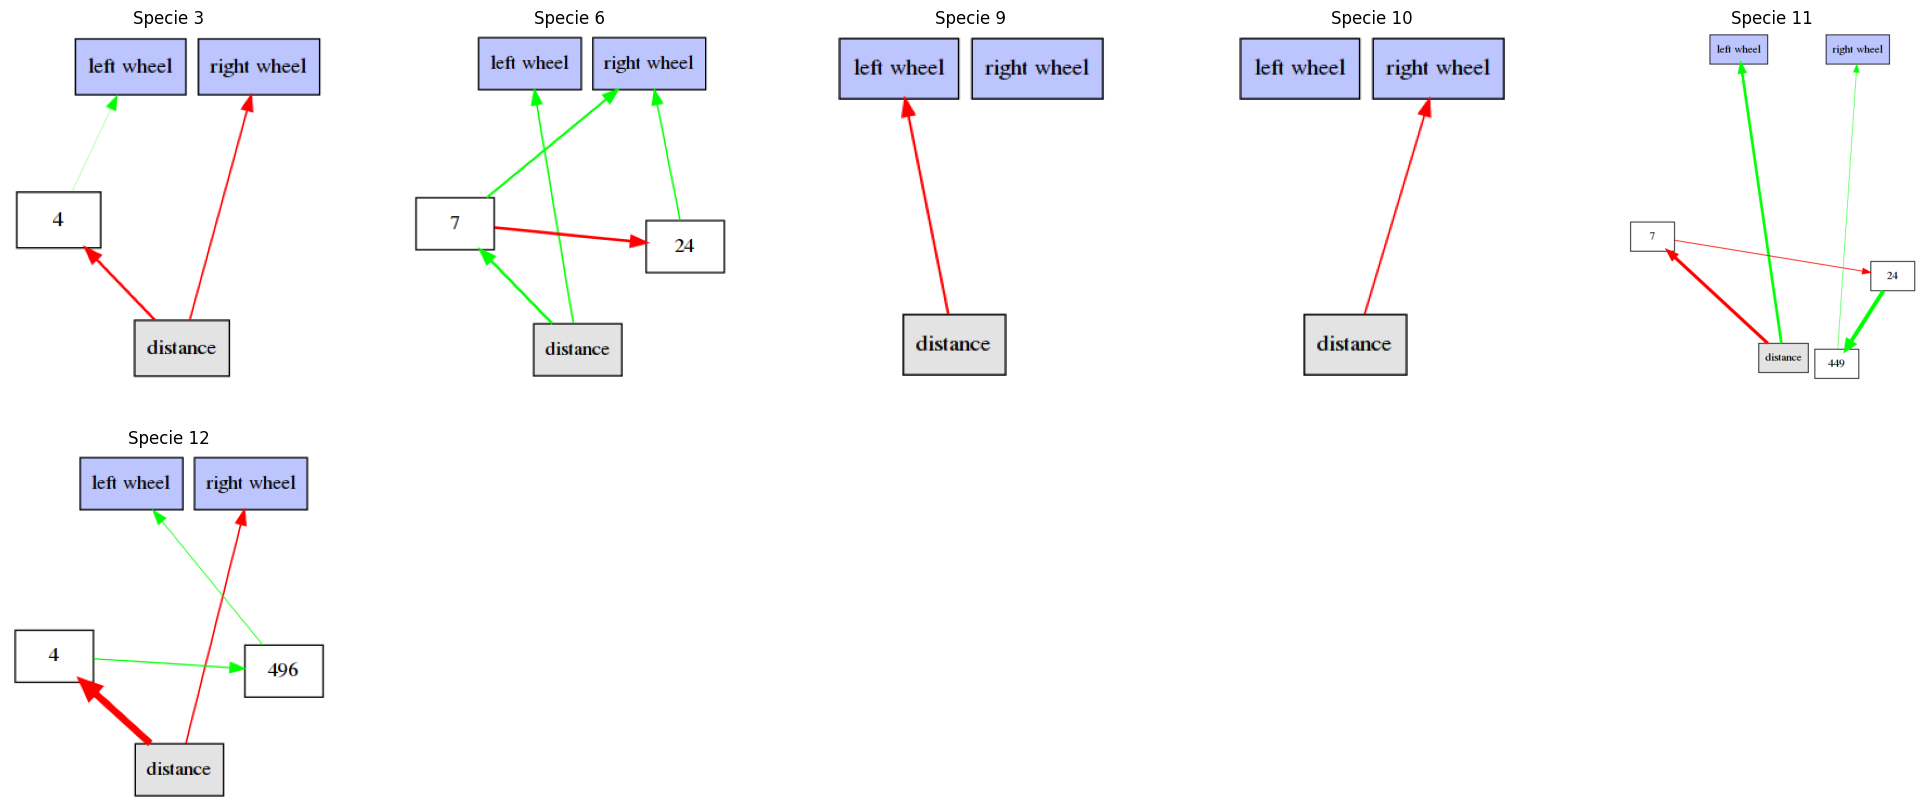 Specie 3
left wheel
right wheel
4
distance
Specie 6
left wheel
right wheel
7
24
distance
Specie 9
left wheel
right wheel
distance
Specie 10
left wheel
right wheel
distance
Specie 11
left wheel
right wheel
7
24
distance
449
Specie 12
left wheel
right wheel
4
496
distance